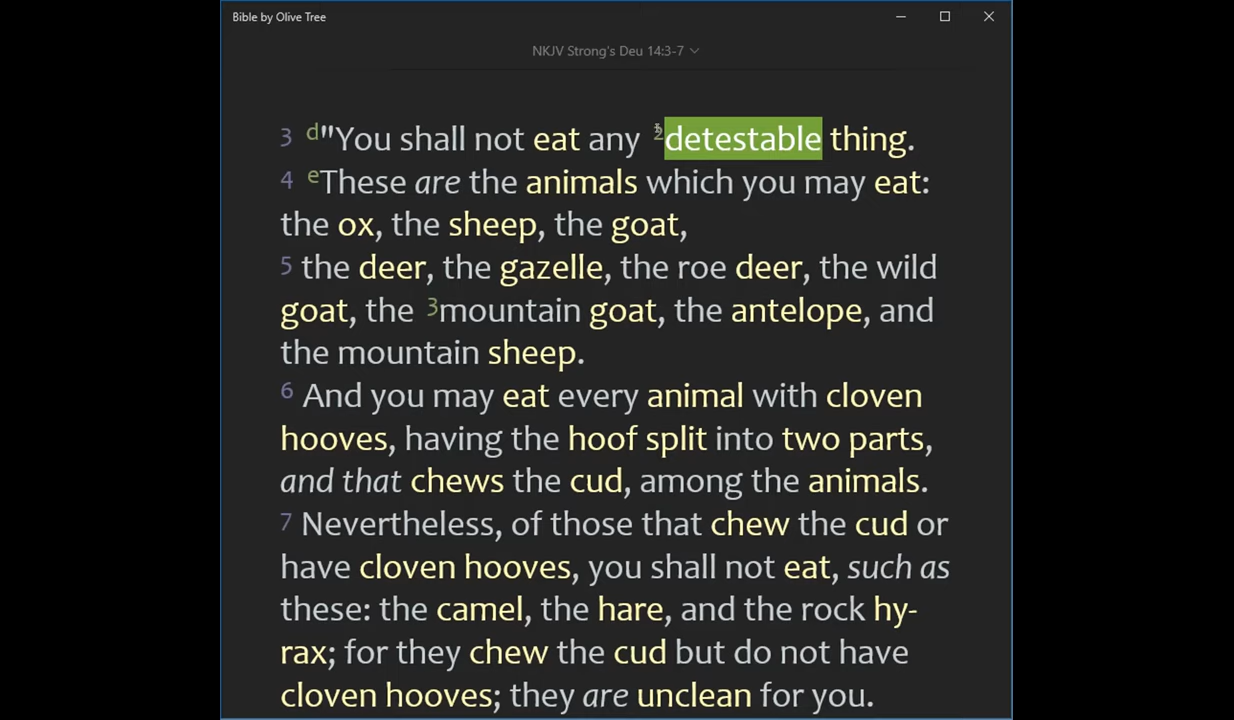 Bible by Olive Tree
NKJV Strong's Deu 14:3-7
3 d"You shall not eat any 2detestable thing.
4 eThese are the animals which you may eat:
the ox, the sheep, the goat,
5 the deer, the gazelle, the roe deer, the wild
goat, the 3mountain goat, the antelope, and
the mountain sheep.
6 And you may eat every animal with cloven
hooves, having the hoof split into two parts,
and that chews the cud, among the animals.
7 Nevertheless, of those that chew the cud or
have cloven hooves, you shall not eat, such as
these: the camel, the hare, and the rock hy-
rax; for they chew the cud but do not have
cloven hooves; they are unclean for you.